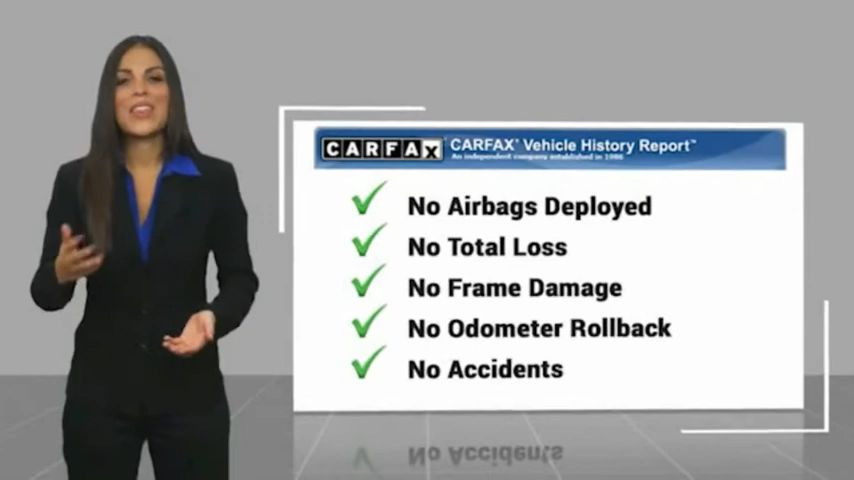 CARFAX CARFAX® Vehicle History Report™
An independent company established in 1986
No Airbags Deployed
No Total Loss
No Frame Damage
No Odometer Rollback
No Accidents
No Accidents